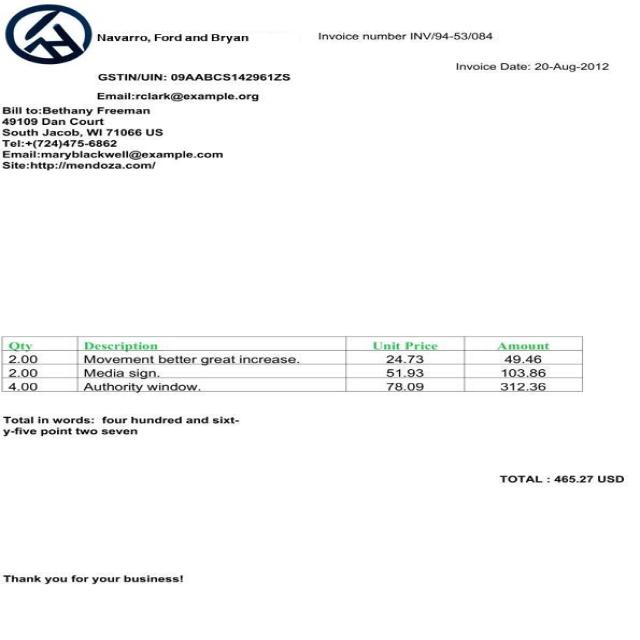 Navarro, Ford and Bryan
Invoice number INV/94-53/084
Invoice Date: 20-Aug-2012
GSTIN/UIN: 09AABCS142961ZS
Email:rclark@example.org
Bill to:Bethany Freeman
49109 Dan Court
South Jacob, WI 71066 US
Tel:+(724)475-6862
Email:maryblackwell@example.com
Site:http://mendoza.com/
Qty Description Unit Price Amount
2.00 Movement better great increase. 24.73 49.46
2.00 Media sign. 51.93 103.86
4.00 Authority window. 78.09 312.36
Total in words: four hundred and sixt-
y-five point two seven
TOTAL : 465.27 USD
Thank you for your business!